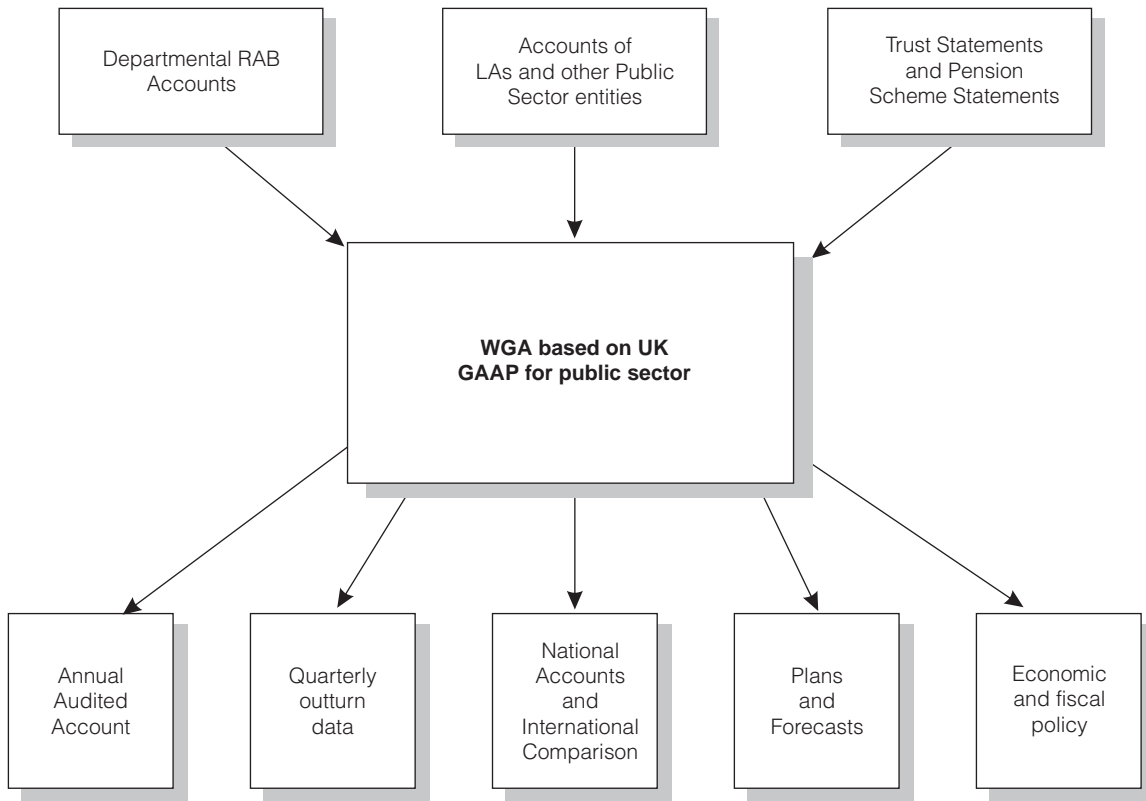 Departmental RAB
Accounts
Accounts of
LAs and other Public
Sector entities
Trust Statements
and Pension
Scheme Statements
WGA based on UK
GAAP for public sector
Annual
Audited
Account
Quarterly
outturn
data
National
Accounts
and
International
Comparison
Plans
and
Forecasts
Economic
and fiscal
policy